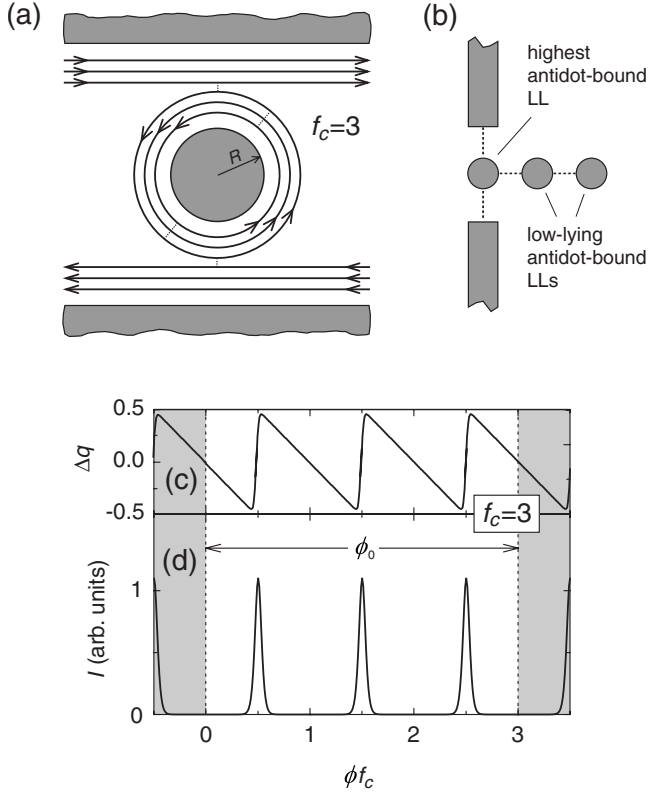 (a)
R
f_c=3
(b)
highest
antidot-bound
LL
low-lying
antidot-bound
LLs
0.5
0.0
-0.5
Δq
(c)
f_c=3
(d)
ϕ₀
1
0
I (arb. units)
0 1 2 3
ϕf_c